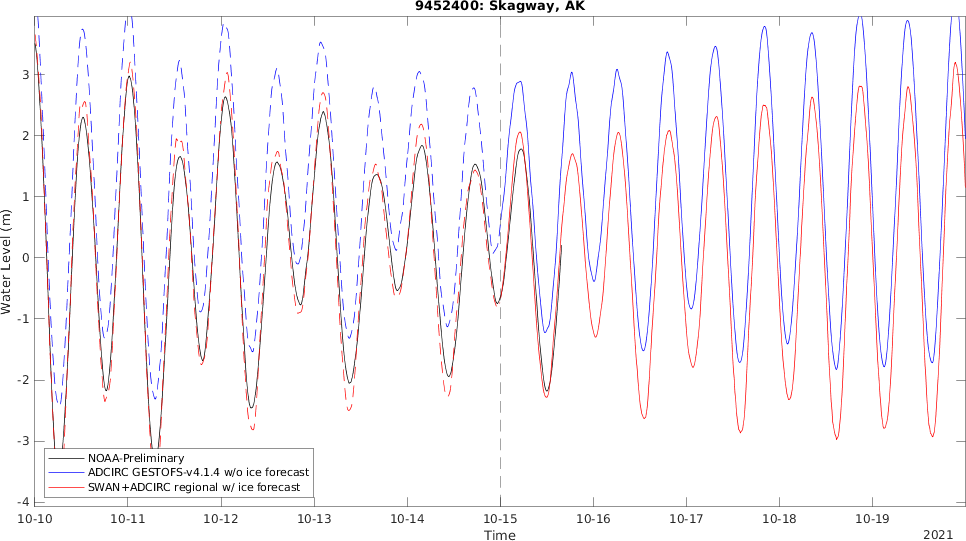 9452400: Skagway, AK
Water Level (m)
3
2
1
0
-1
-2
-3
-4
NOAA-Preliminary
ADCIRC GESTOFS-v4.1.4 w/o ice forecast
SWAN+ADCIRC regional w/ ice forecast
10-10 10-11 10-12 10-13 10-14 10-15 10-16 10-17 10-18 10-19
Time
2021